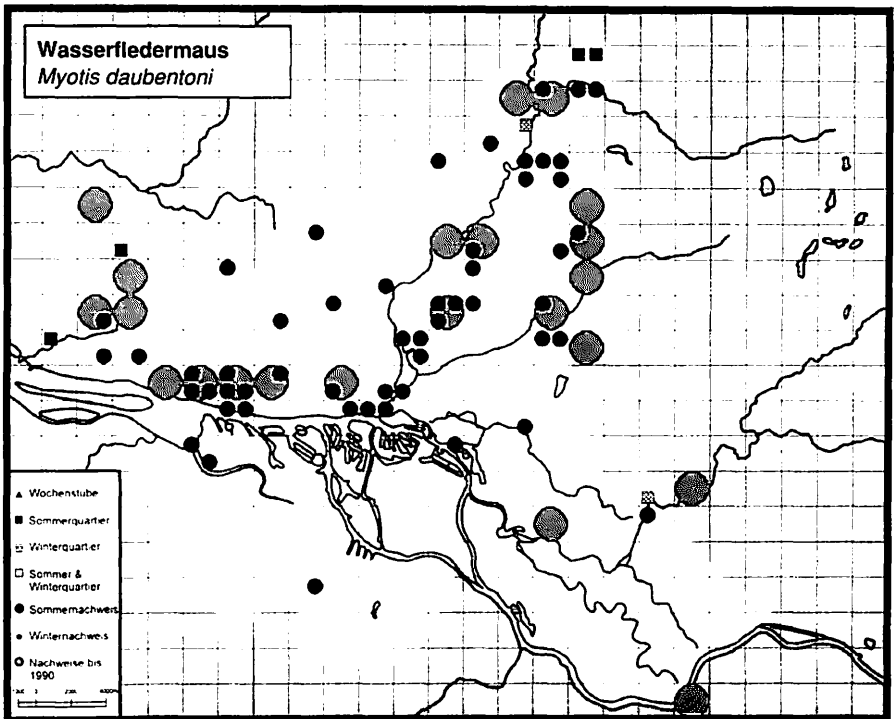 Wasserfledermaus
Myotis daubentoni
Wochenstube
Sommerquartier
Winterquartier
Sommer &
Winterquartier
Sommernachweis
Winternachweis
Nachweise bis
1990